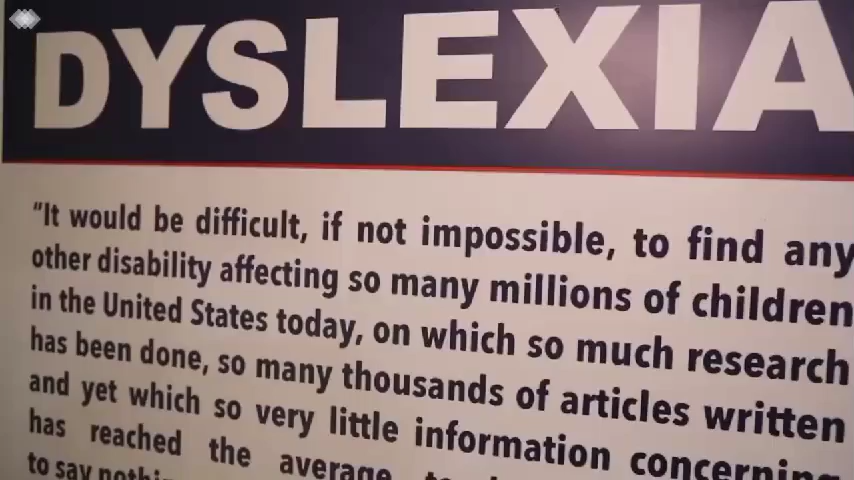 DYSLEXIA
“It would be difficult, if not impossible, to find any
other disability affecting so many millions of children
in the United States today, on which so much research
has been done, so many thousands of articles written
and yet which so very little information concerning
has reached the average
to say